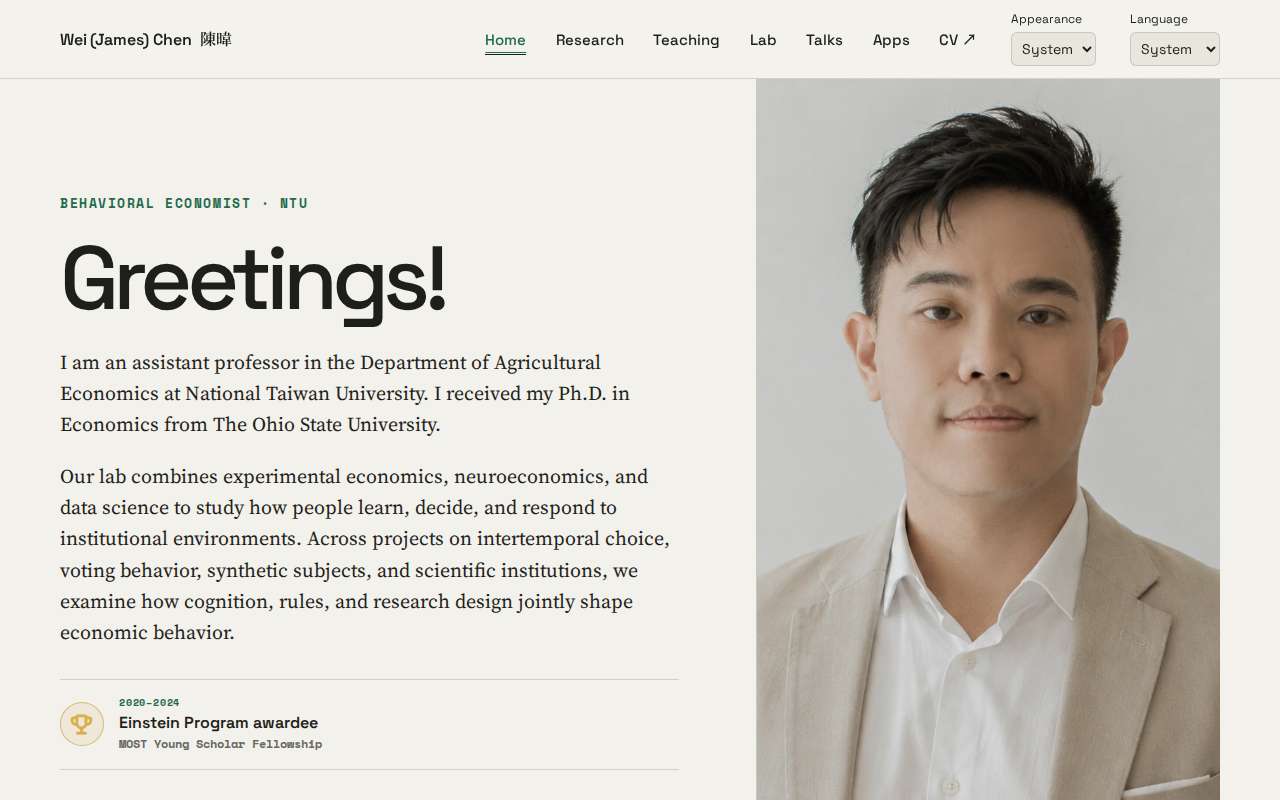 Wei (James) Chen 陳暐
Home Research Teaching Lab Talks Apps CV ↗
Appearance
System
Language
System
BEHAVIORAL ECONOMIST · NTU
Greetings!
I am an assistant professor in the Department of Agricultural
Economics at National Taiwan University. I received my Ph.D. in
Economics from The Ohio State University.
Our lab combines experimental economics, neuroeconomics, and
data science to study how people learn, decide, and respond to
institutional environments. Across projects on intertemporal choice,
voting behavior, synthetic subjects, and scientific institutions, we
examine how cognition, rules, and research design jointly shape
economic behavior.
2020–2024
Einstein Program awardee
MOST Young Scholar Fellowship